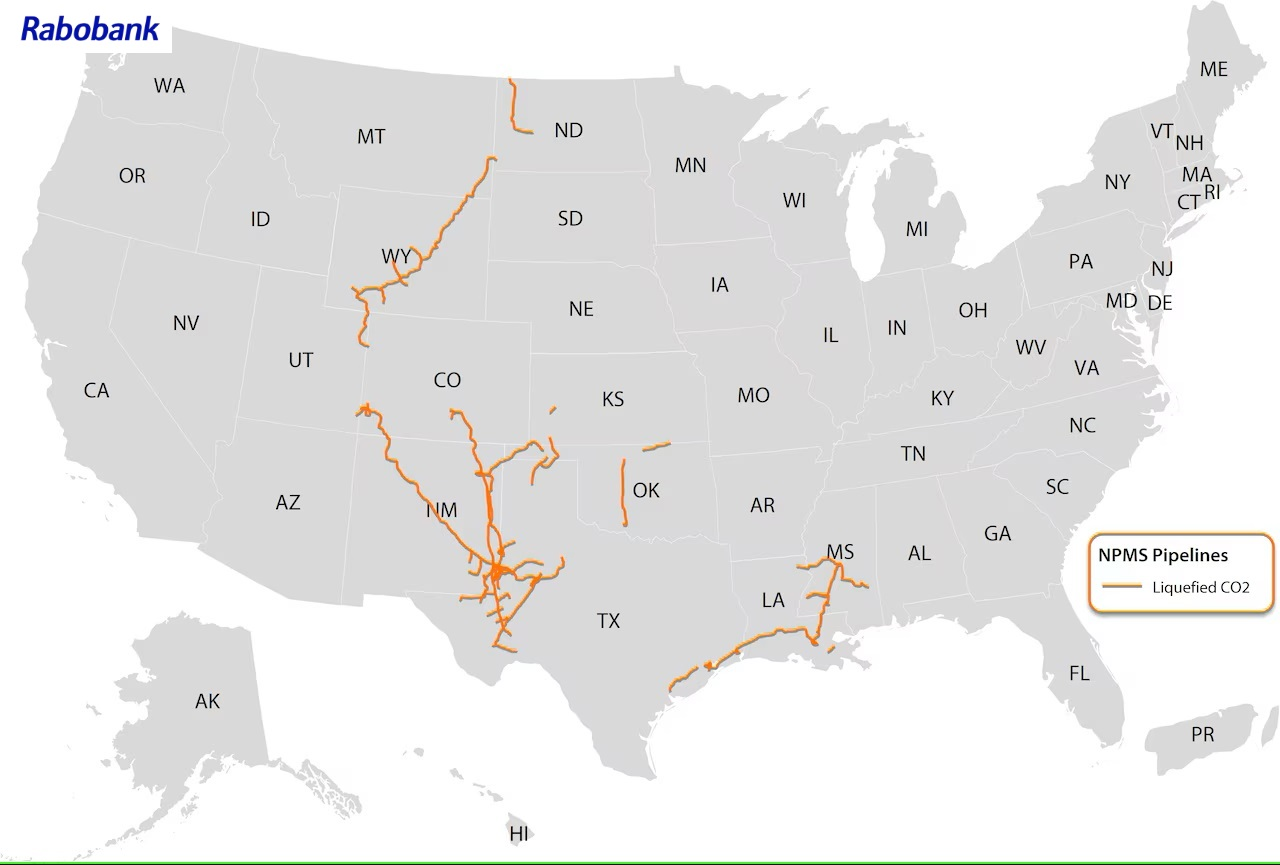 Rabobank
WA
MT
ND
MN
OR
ID
SD
WI
MI
ME
VT
NH
NY
MA
CT
RI
WY
NE
IA
PA
NJ
NV
UT
CO
KS
MO
IL
IN
OH
MD
DE
WV
VA
CA
KY
NC
AZ
NM
OK
AR
TN
SC
MS
AL
GA
NPMS Pipelines
Liquefied CO2
TX
LA
FL
AK
PR
HI